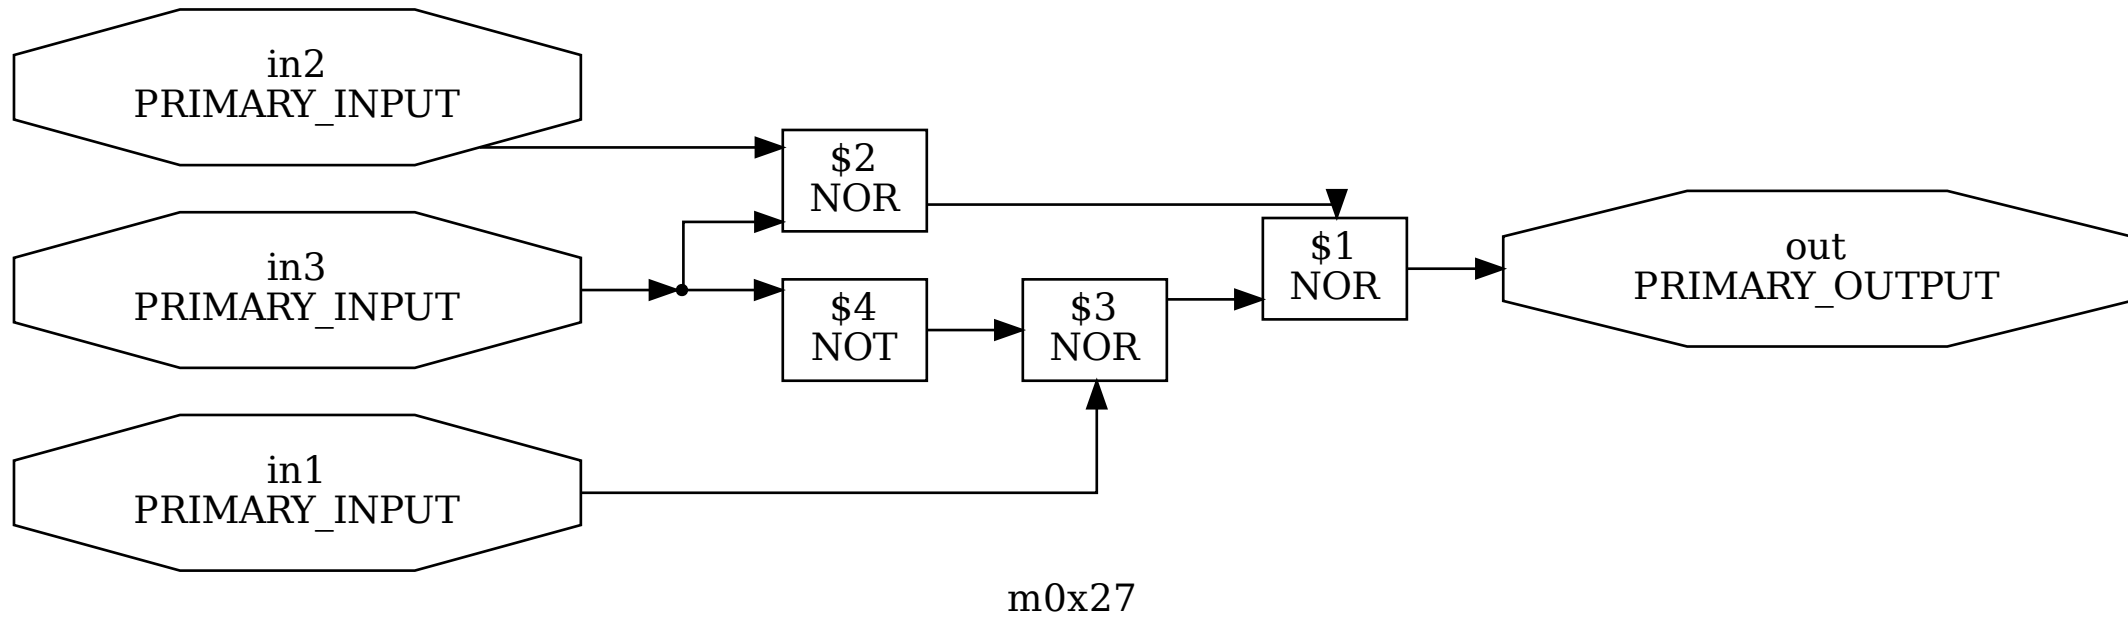 in2
PRIMARY_INPUT
$2
NOR
in3
PRIMARY_INPUT
$4
NOT
$3
NOR
$1
NOR
out
PRIMARY_OUTPUT
in1
PRIMARY_INPUT
m0x27